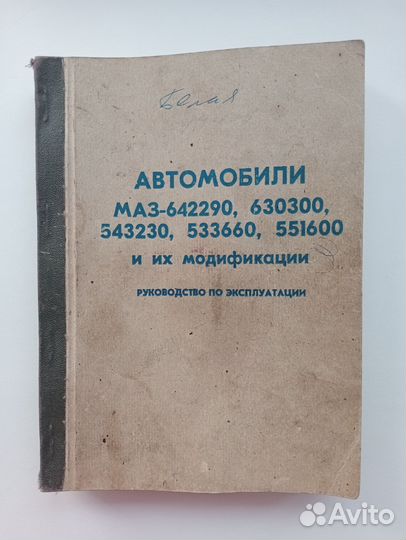 Белая
АВТОМОБИЛИ
МАЗ-642290, 630300,
543230, 533660, 551600
и их модификации
РУКОВОДСТВО ПО ЭКСПЛУАТАЦИИ
Avito